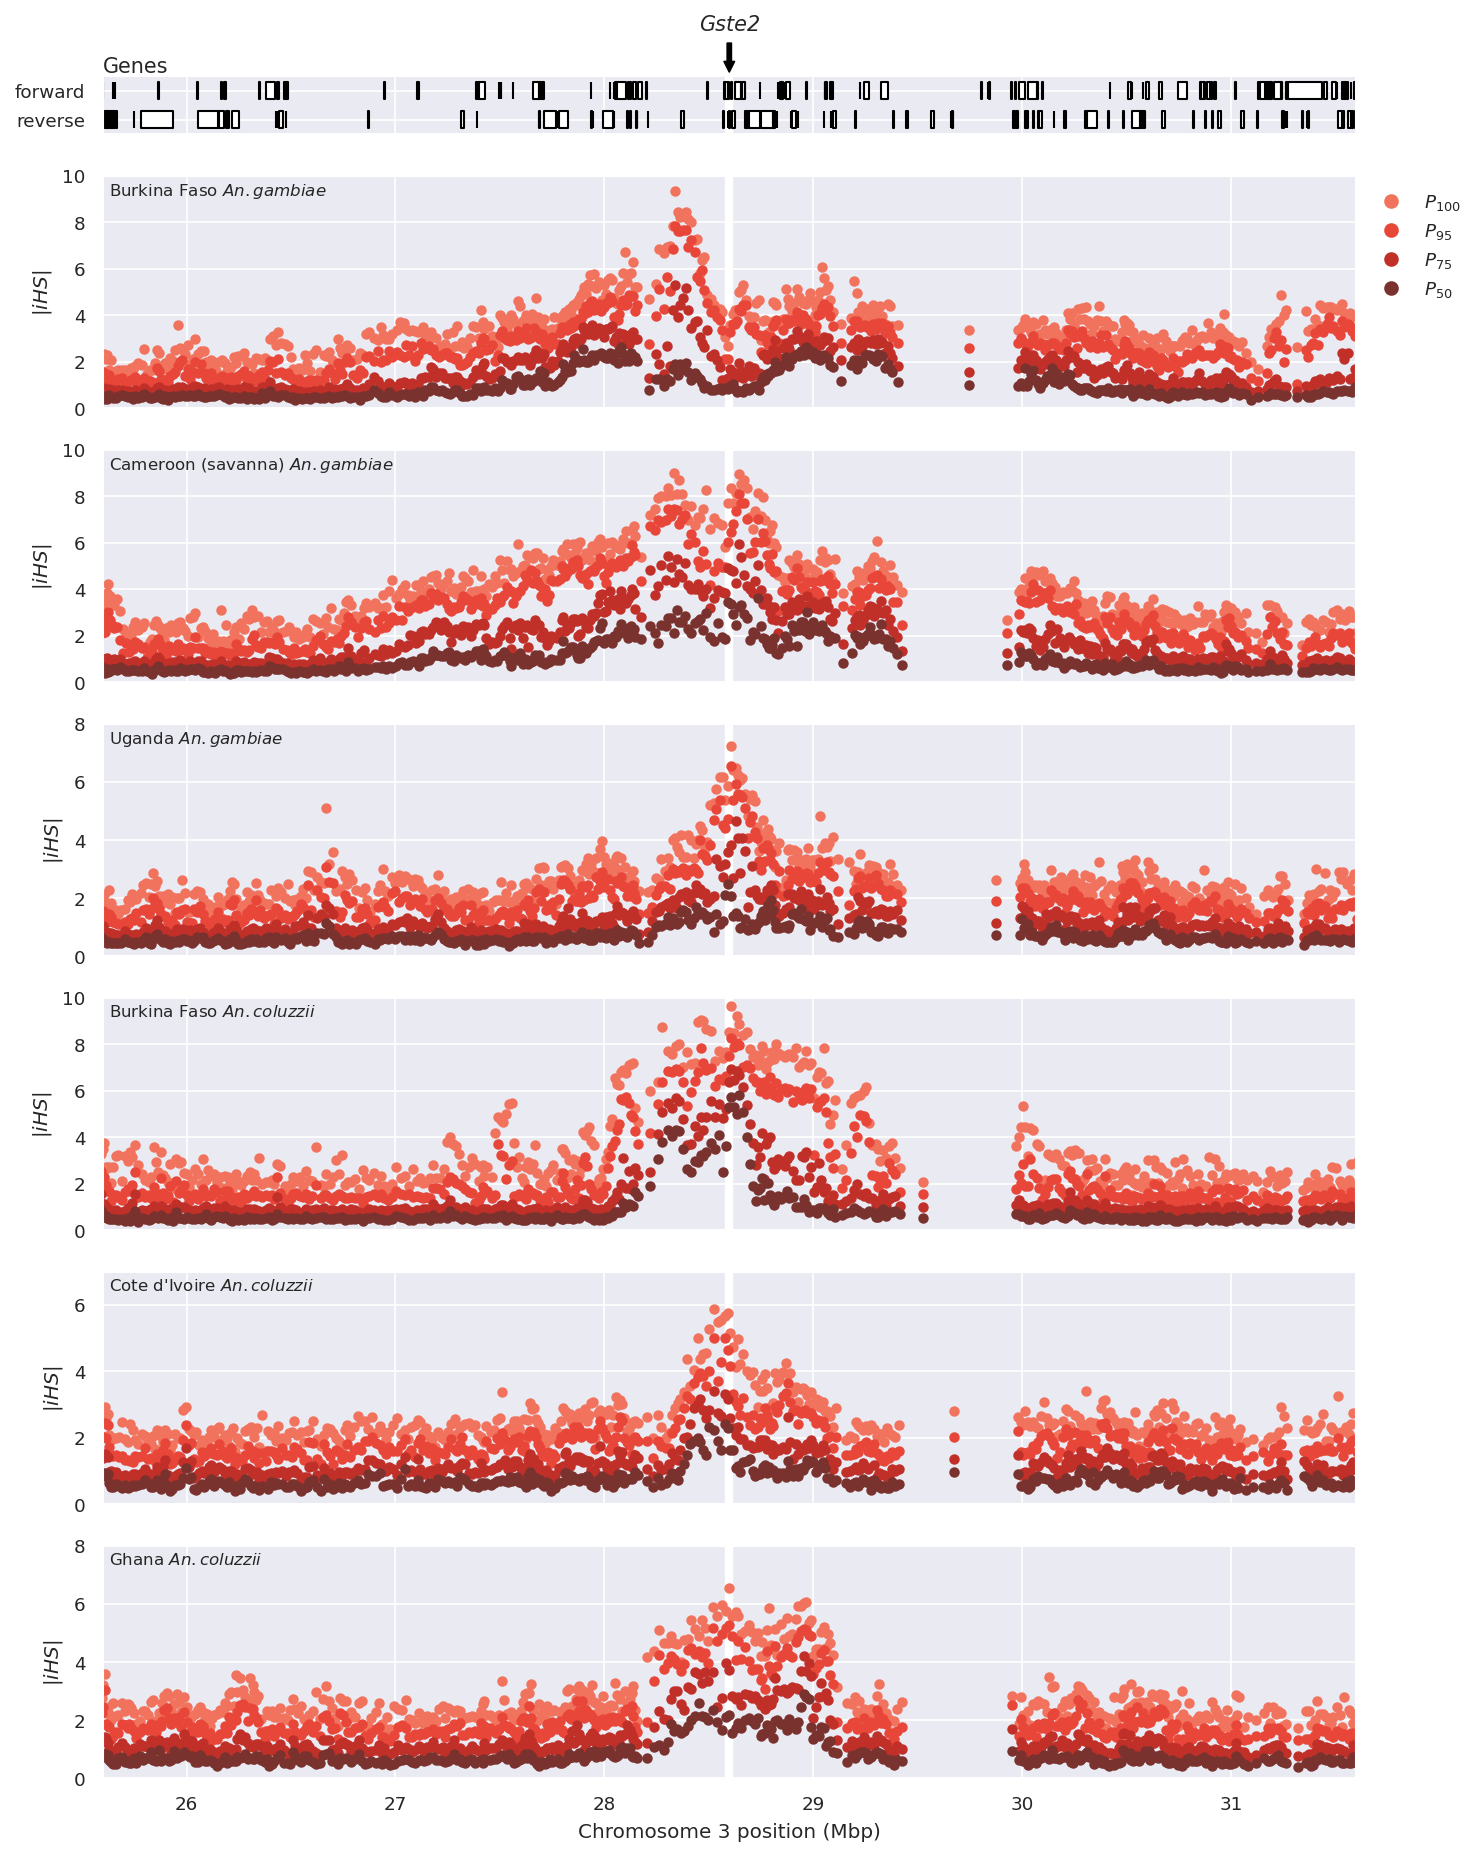 Gste2
Genes
forward
reverse
10
8
6
4
2
0
|iHS|
Burkina Faso An.gambiae
P100
P95
P75
P50
10
8
6
4
2
0
|iHS|
Cameroon (savanna) An.gambiae
8
6
4
2
0
|iHS|
Uganda An.gambiae
10
8
6
4
2
0
|iHS|
Burkina Faso An.coluzzii
6
4
2
0
|iHS|
Cote d'Ivoire An.coluzzii
8
6
4
2
0
|iHS|
Ghana An.coluzzii
26 27 28 29 30 31
Chromosome 3 position (Mbp)